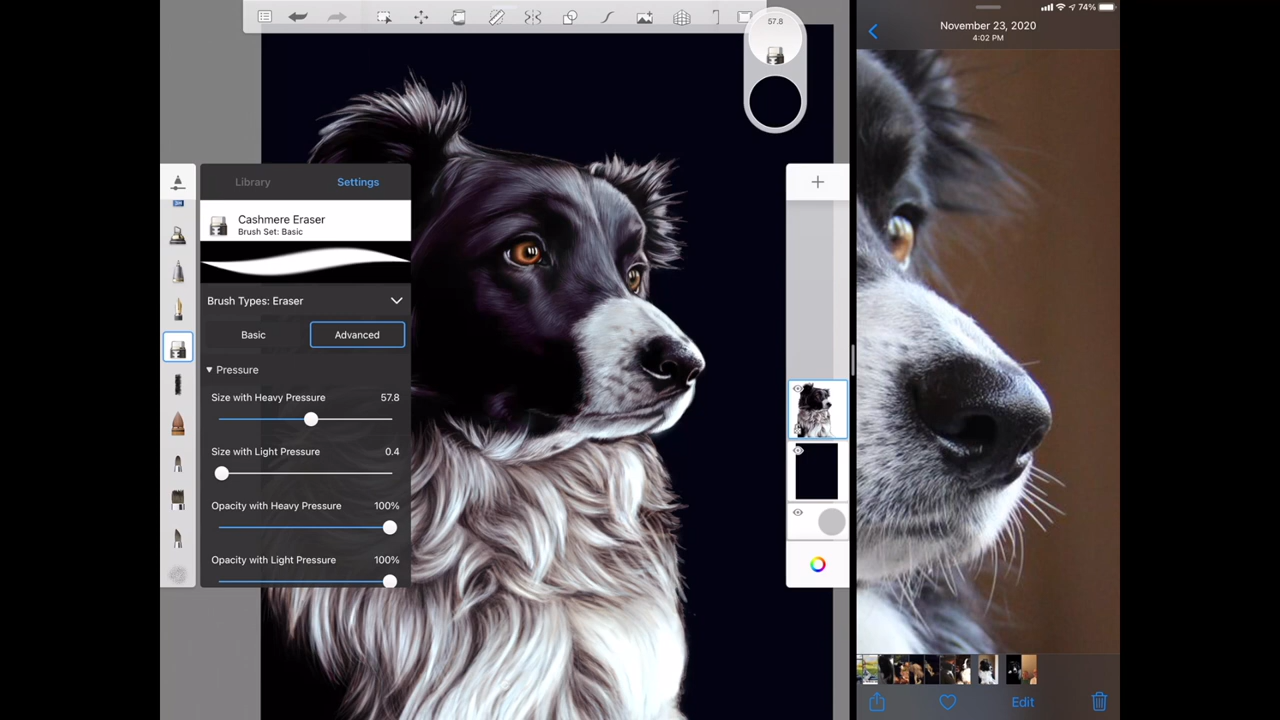 57.8
74%
November 23, 2020
4:02 PM
Library
Settings
Cashmere Eraser
Brush Set: Basic
Brush Types: Eraser
Basic
Advanced
Pressure
Size with Heavy Pressure
57.8
Size with Light Pressure
0.4
Opacity with Heavy Pressure
100%
Opacity with Light Pressure
100%
Edit